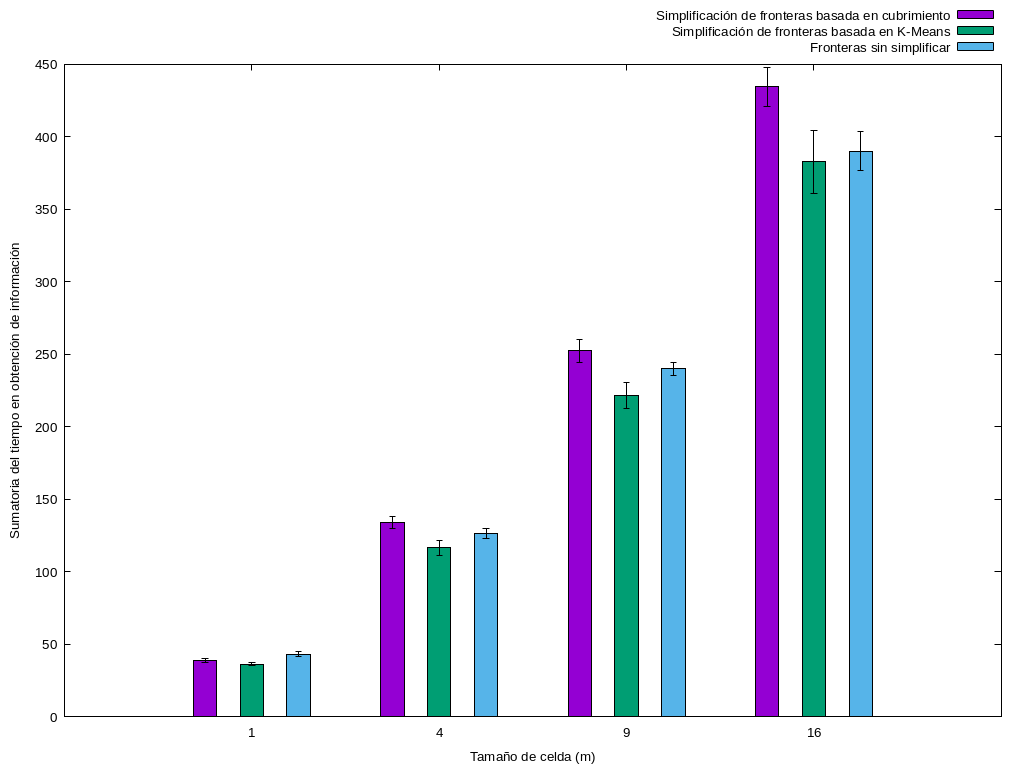 Simplificación de fronteras basada en cubrimiento
Simplificación de fronteras basada en K-Means
Fronteras sin simplificar
450
400
350
300
250
200
150
100
50
0
Sumatoria del tiempo en obtención de información
1 4 9 16
Tamaño de celda (m)